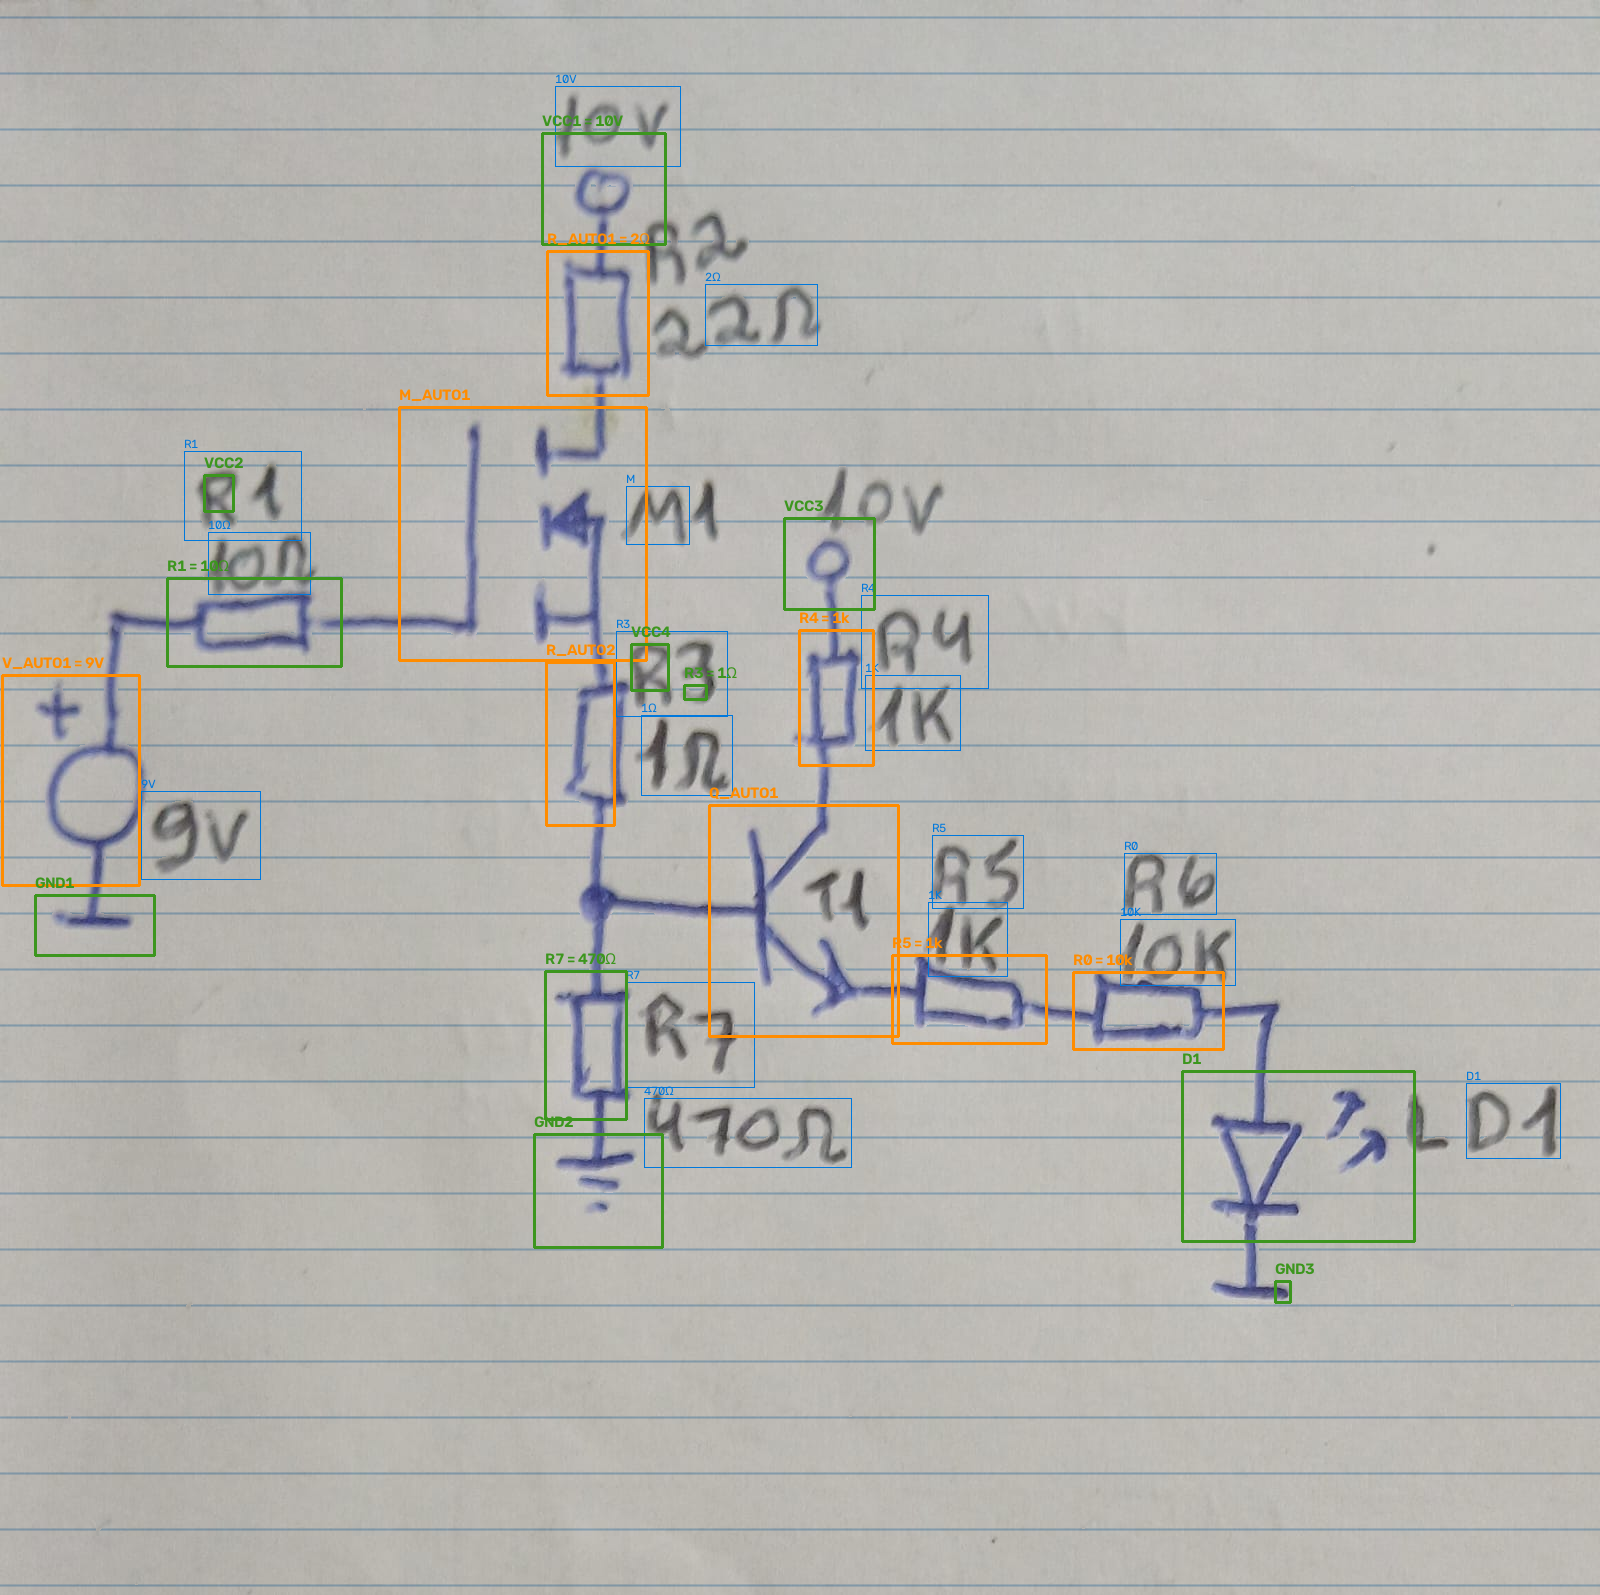 10V
10V
VCC1 = 10V
R2
R_AUTO1 = 2Ω
2Ω
22Ω
M_AUTO1
R1
VCC2
R1
10Ω
10Ω
R1 = 10Ω
M
M1
10V
VCC3
R4
R4
R4 = 1k
1K
1K
R3
VCC4
R3
R3 = 1Ω
R_AUTO2
1Ω
1Ω
V_AUTO1 = 9V
+
9V
9V
GND1
Q_AUTO1
T1
R5
R5
1K
1K
R5 = 1k
R0
R6
10K
10K
R0 = 10k
R7 = 470Ω
R7
R7
470Ω
470Ω
GND2
D1
D1
LD1
GND3